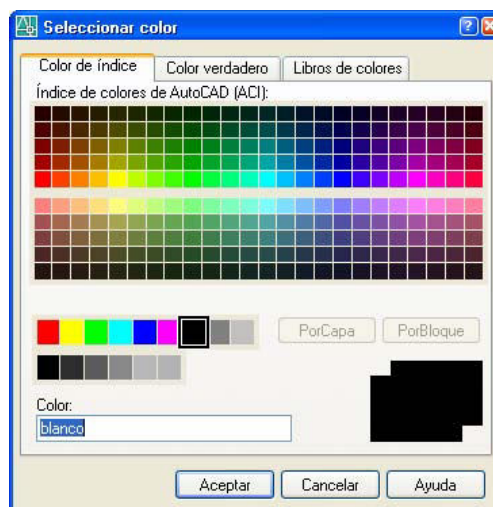 Seleccionar color
Color de índice Color verdadero Libros de colores
Índice de colores de AutoCAD (ACI):
PorCapa PorBloque
Color:
blanco
Aceptar Cancelar Ayuda